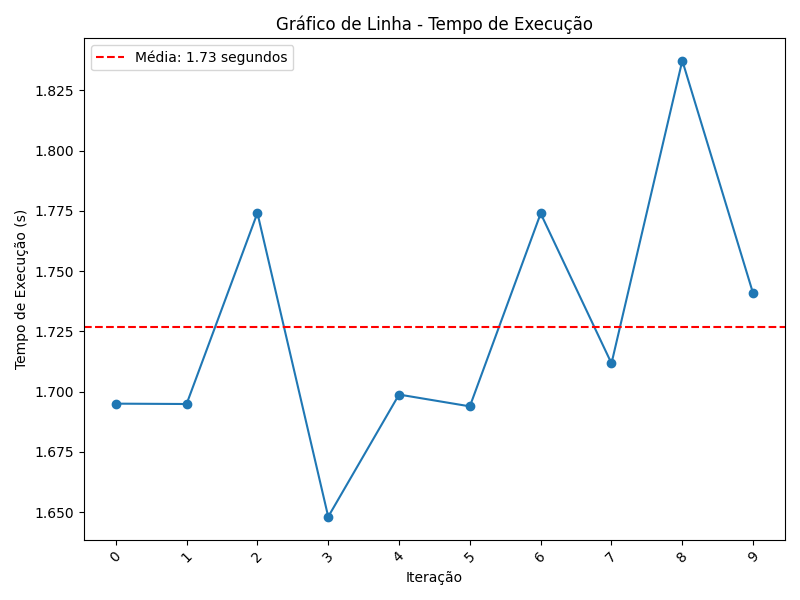 Gráfico de Linha - Tempo de Execução
Média: 1.73 segundos
Tempo de Execução (s)
1.825
1.800
1.775
1.750
1.725
1.700
1.675
1.650
0 1 2 3 4 5 6 7 8 9
Iteração